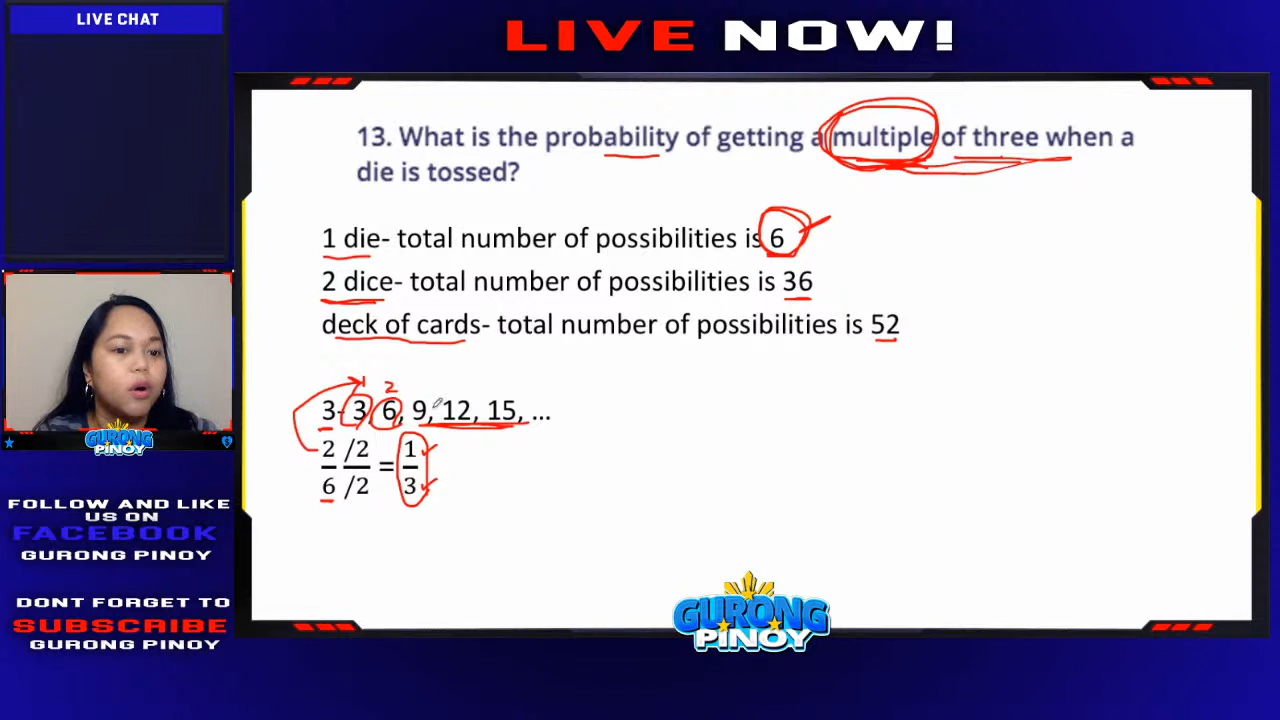 LIVE CHAT
LIVE NOW!
13. What is the probability of getting a multiple of three when a
die is tossed?
1 die- total number of possibilities is 6
2 dice- total number of possibilities is 36
deck of cards- total number of possibilities is 52
1 2
3- 3, 6, 9, 12, 15, ...
2/2 = 1
6/2 3
GURONG
PINOY
FOLLOW AND LIKE
US ON
FACEBOOK
GURONG PINOY
DONT FORGET TO
SUBSCRIBE
GURONG PINOY
GURONG
PINOY